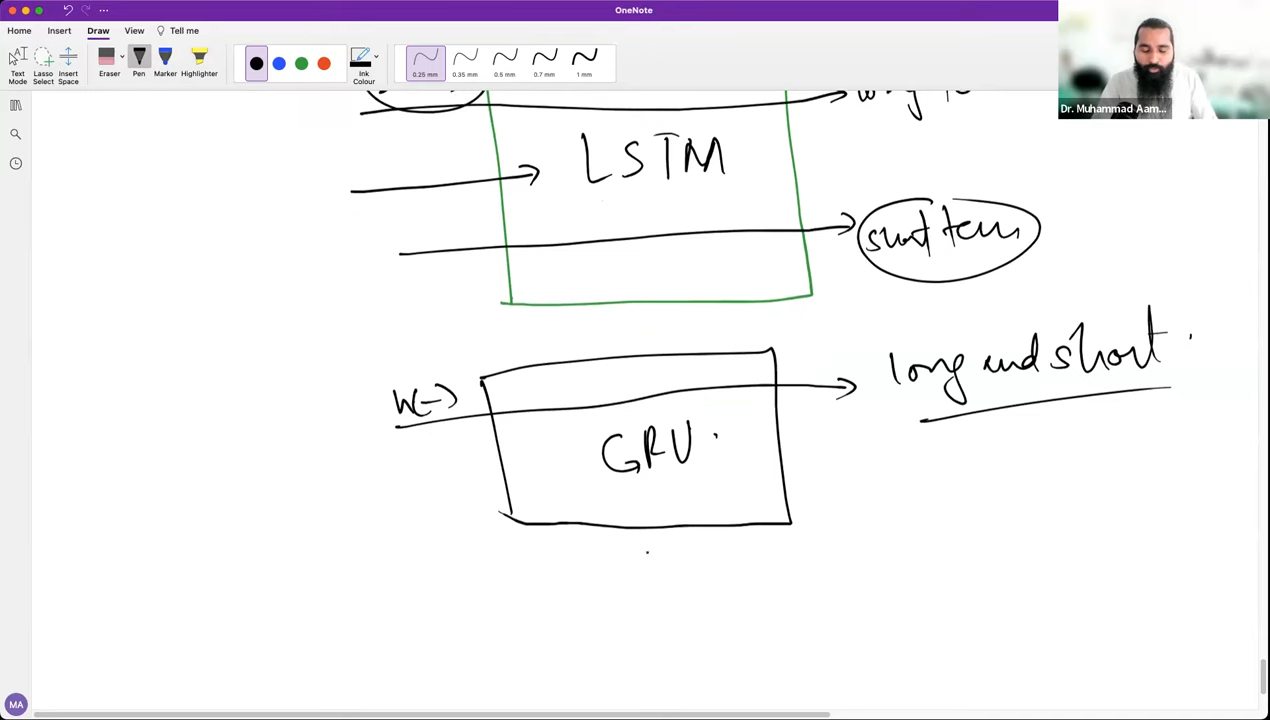 OneNote
Home Insert Draw View Tell me
Text Mode
Lasso Select
Insert Space
Eraser
Pen
Marker
Highlighter
Ink Colour
0.25 mm
0.35 mm
0.5 mm
0.7 mm
1 mm
Dr. Muhammad Aam...
long
LSTM
short term
long and short
GRU
MA